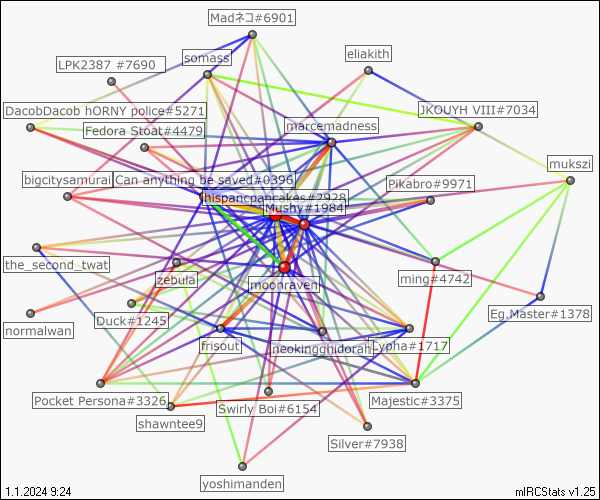 Madネコ#6901
somass
eliakith
LPK2387 #7690
DacobDacob hORNY police#5271
JKOUYH VIII#7034
Fedora Stoat#4479
marcemadness
mukszi
bigcitysamurai
Can anything be saved#0396
Pikabro#9971
hispancpancakes#2928
Mushy#1984
the_second_twat
zebula
moonraven
ming#4742
Eg.Master#1378
normalwan
Duck#1245
frisout
neokingghidorah
Lypha#1717
Pocket Persona#3326
Swirly Boi#6154
Majestic#3375
shawntee9
Silver#7938
yoshimanden
1.1.2024 9:24
mIRCStats v1.25